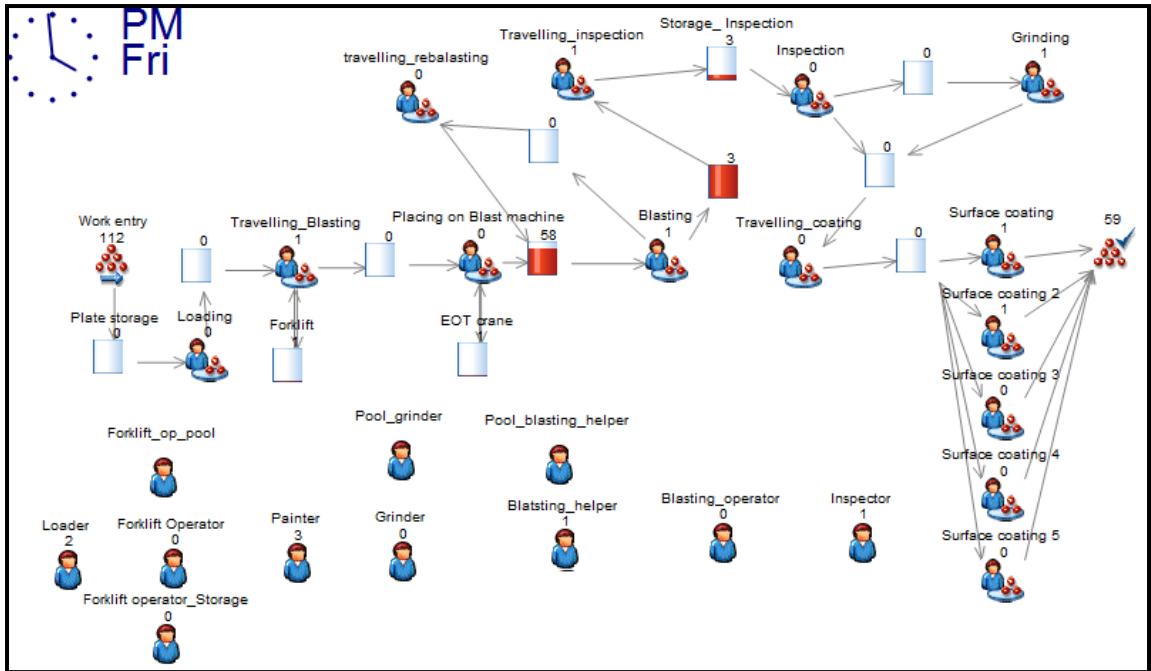 PM
Fri
Storage_ Inspection
3
Travelling_inspection
1
Inspection
0
0
Grinding
1
travelling_rebalasting
0
0
3
0
Work entry
112
0
Travelling_Blasting
1
0
Placing on Blast machine
0
58
Blasting
1
Travelling_coating
0
0
Surface coating
1
59
Plate storage
0
Loading
0
Forklift
EOT crane
Surface coating 2
1
Surface coating 3
0
Surface coating 4
0
Surface coating 5
0
Forklift_op_pool
Pool_grinder
Pool_blasting_helper
Loader
2
Forklift Operator
0
Painter
3
Grinder
0
Blatsting_helper
1
Blasting_operator
0
Inspector
1
Forklift operator_Storage
0